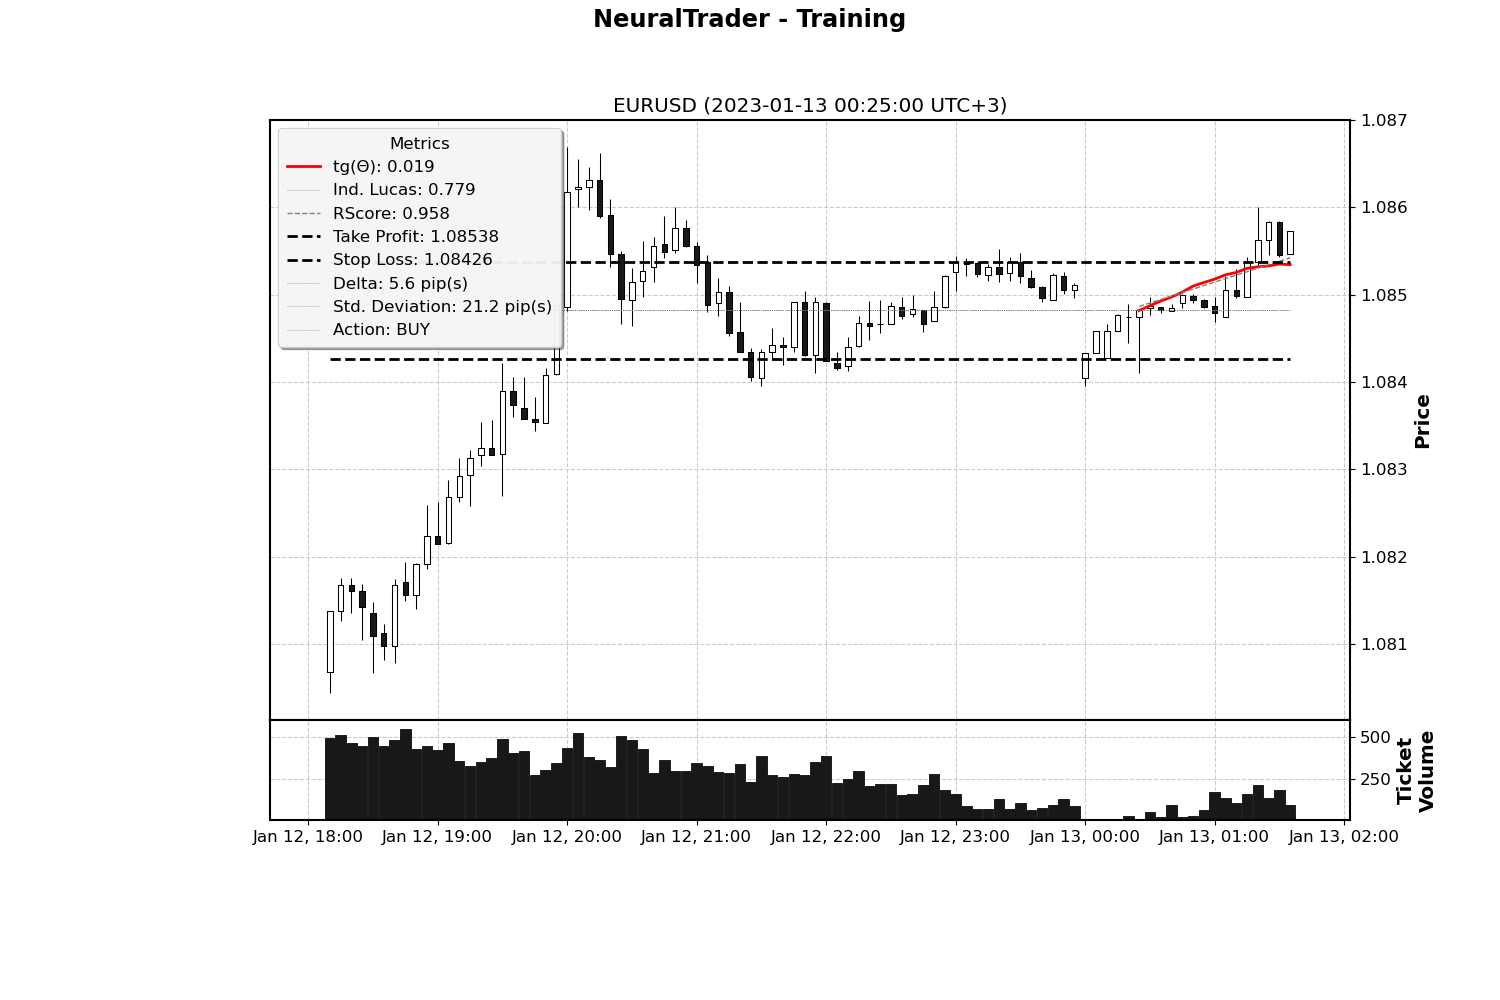 NeuralTrader - Training
EURUSD (2023-01-13 00:25:00 UTC+3)
Metrics
tg(Θ): 0.019
Ind. Lucas: 0.779
RScore: 0.958
Take Profit: 1.08538
Stop Loss: 1.08426
Delta: 5.6 pip(s)
Std. Deviation: 21.2 pip(s)
Action: BUY
1.087
1.086
1.085
1.084
1.083
1.082
1.081
Price
500
250
Ticket
Volume
Jan 12, 18:00
Jan 12, 19:00
Jan 12, 20:00
Jan 12, 21:00
Jan 12, 22:00
Jan 12, 23:00
Jan 13, 00:00
Jan 13, 01:00
Jan 13, 02:00